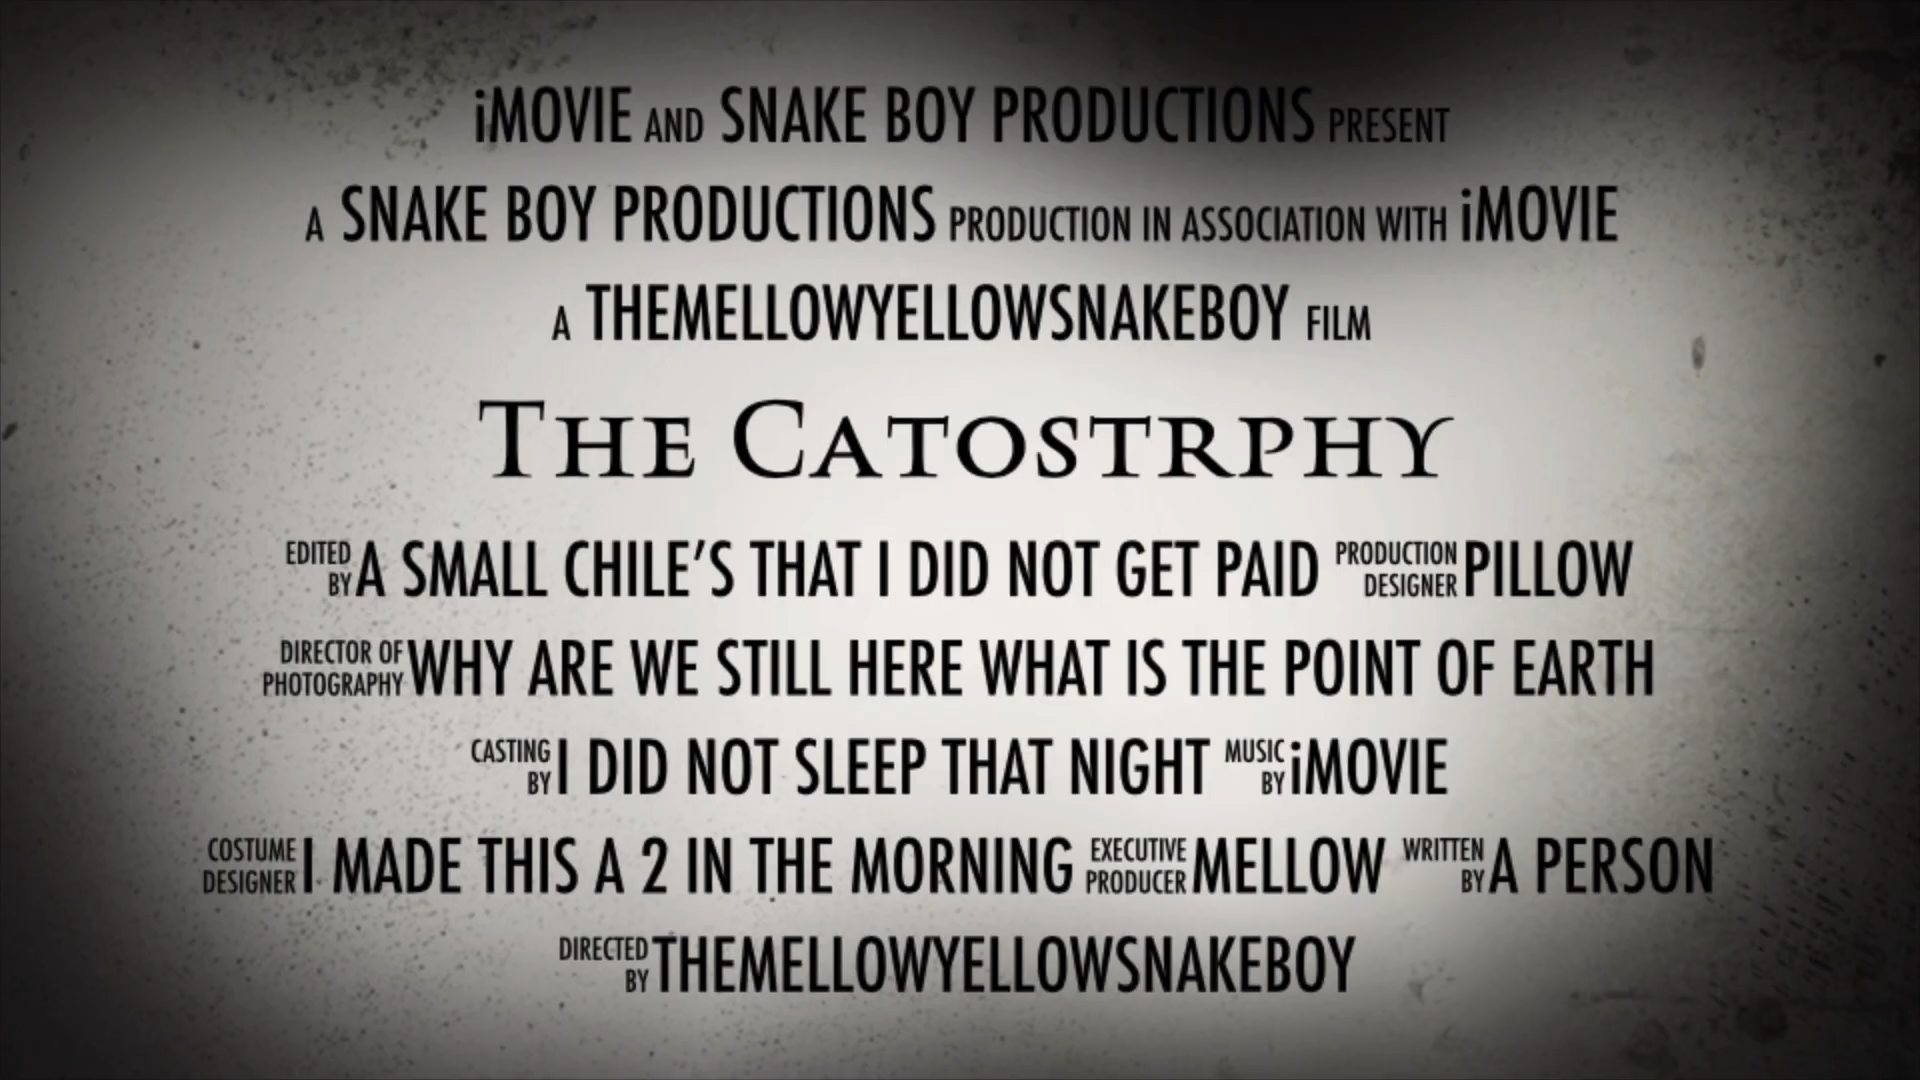 iMOVIE AND SNAKE BOY PRODUCTIONS PRESENT
A SNAKE BOY PRODUCTIONS PRODUCTION IN ASSOCIATION WITH iMOVIE
A THEMELLOWYELLOWSNAKEBOY FILM
THE CATOSTRPHY
EDITED BY A SMALL CHILE'S THAT I DID NOT GET PAID PRODUCTION DESIGNER PILLOW
DIRECTOR OF PHOTOGRAPHY WHY ARE WE STILL HERE WHAT IS THE POINT OF EARTH
CASTING BY I DID NOT SLEEP THAT NIGHT MUSIC BY iMOVIE
COSTUME DESIGNER I MADE THIS A 2 IN THE MORNING EXECUTIVE PRODUCER MELLOW WRITTEN BY A PERSON
DIRECTED BY THEMELLOWYELLOWSNAKEBOY